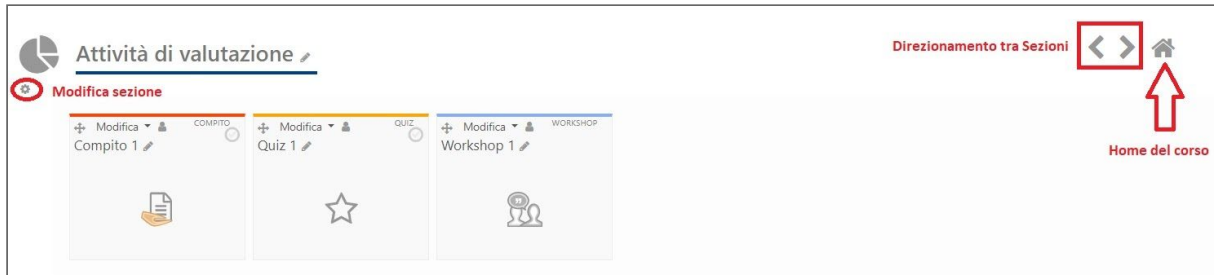 Attività di valutazione
Direzionamento tra Sezioni
Modifica sezione
Modifica
COMPITO
Compito 1
Modifica
QUIZ
Quiz 1
Modifica
WORKSHOP
Workshop 1
Home del corso